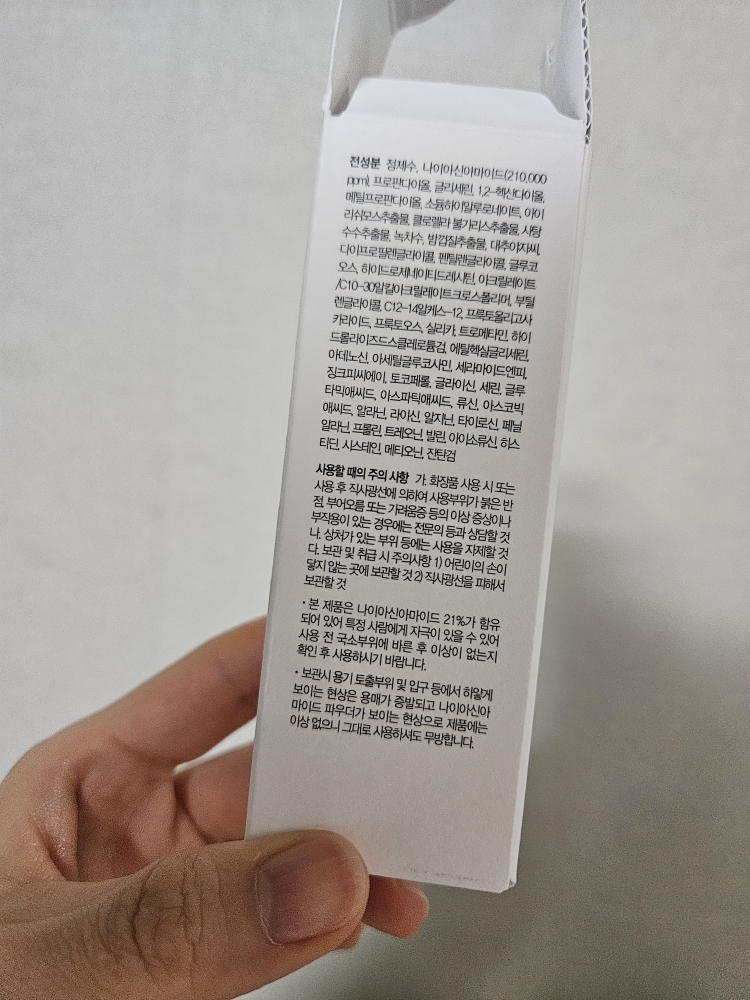 전성분 정제수, 나이아신아마이드(210,000
ppm), 프로판다이올, 글리세린, 1,2-헥산다이올,
메틸프로판다이올, 소듐하이알루로네이트, 아이
리쉬모스추출물, 클로렐라 불가리스추출물, 사탕
수수추출물, 녹차수, 밤껍질추출물, 대추야자씨,
다이프로필렌글라이콜, 펜틸렌글라이콜, 글루코
오스, 하이드로제네이티드레시틴, 아크릴레이트
/C10-30알킬아크릴레이트크로스폴리머, 부틸
렌글라이콜, C12-14알케스-12, 프룩토올리고사
카라이드, 프룩토오스, 실리카, 트로메타민, 하이
드롤라이즈드스클레로튬검, 에틸헥실글리세린,
아데노신, 아세틸글루코사민, 세라마이드엔피,
징크피씨에이, 토코페롤, 글라이신, 세린, 글루
타믹애씨드, 아스파틱애씨드, 류신, 아스코빅
애씨드, 알라닌, 라이신, 알지닌, 타이로신, 페닐
알라닌, 프롤린, 트레오닌, 발린, 아이소류신, 히스
티딘, 시스테인, 메티오닌, 잔탄검
사용할 때의 주의 사항 가. 화장품 사용 시 또는
사용 후 직사광선에 의하여 사용부위가 붉은 반
점, 부어오름 또는 가려움증 등의 이상 증상이나
부작용이 있는 경우에는 전문의 등과 상담할 것
나. 상처가 있는 부위 등에는 사용을 자제할 것
다. 보관 및 취급 시 주의사항 1) 어린이의 손이
닿지 않는 곳에 보관할 것 2) 직사광선을 피해서
보관할 것
• 본 제품은 나이아신아마이드 21%가 함유
되어 있어 특정 사람에게 자극이 있을 수 있어
사용 전 국소부위에 바른 후 이상이 없는지
확인 후 사용하시기 바랍니다.
• 보관시 용기 토출부위 및 입구 등에서 하얗게
보이는 현상은 용매가 증발되고 나이아신아
마이드 파우더가 보이는 현상으로 제품에는
이상 없으니 그대로 사용하셔도 무방합니다.